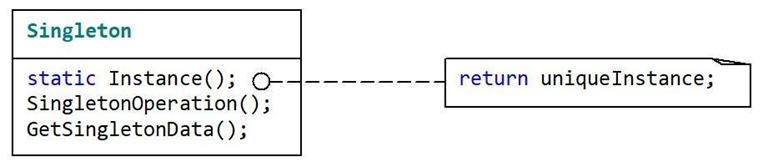 Singleton
static Instance();
return uniqueInstance;
SingletonOperation();
GetSingletonData();